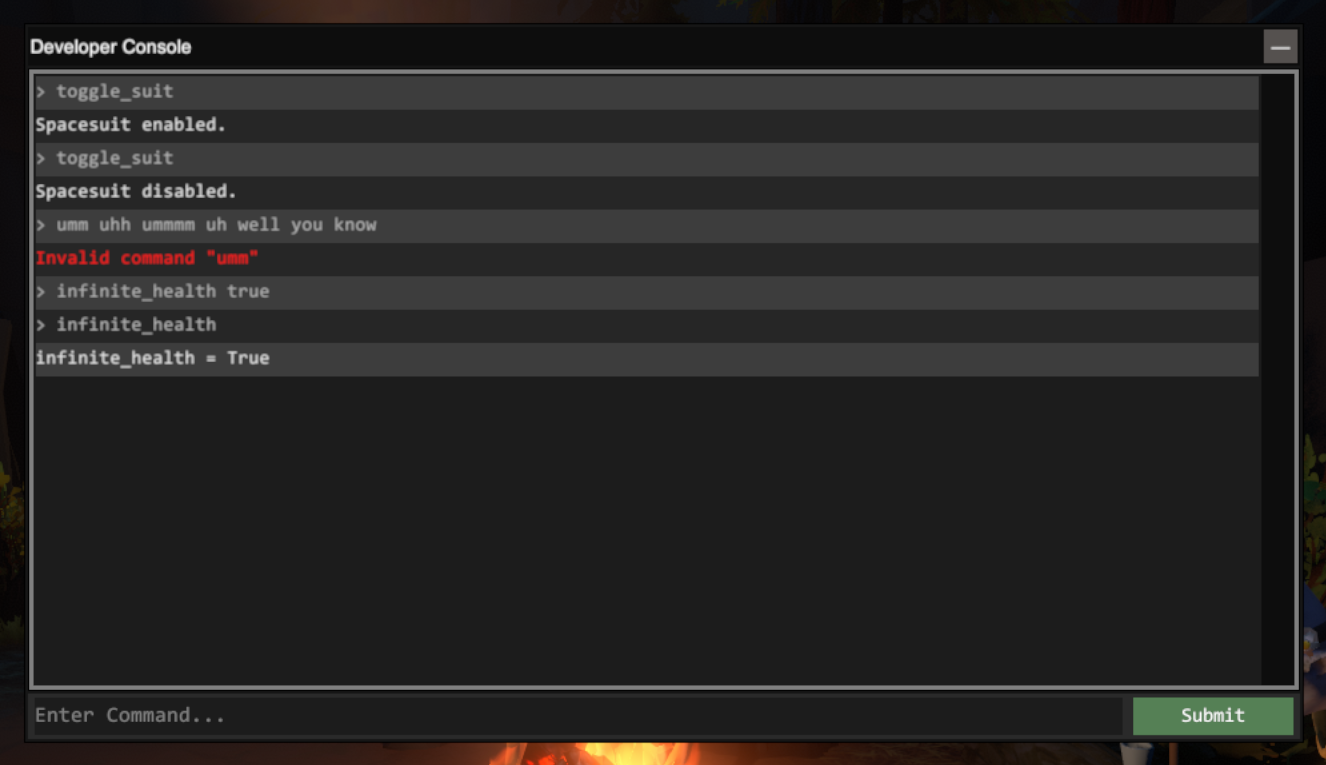 Developer Console
> toggle_suit
Spacesuit enabled.
> toggle_suit
Spacesuit disabled.
> umm uhh ummmm uh well you know
Invalid command "umm"
> infinite_health true
> infinite_health
infinite_health = True
Enter Command...
Submit